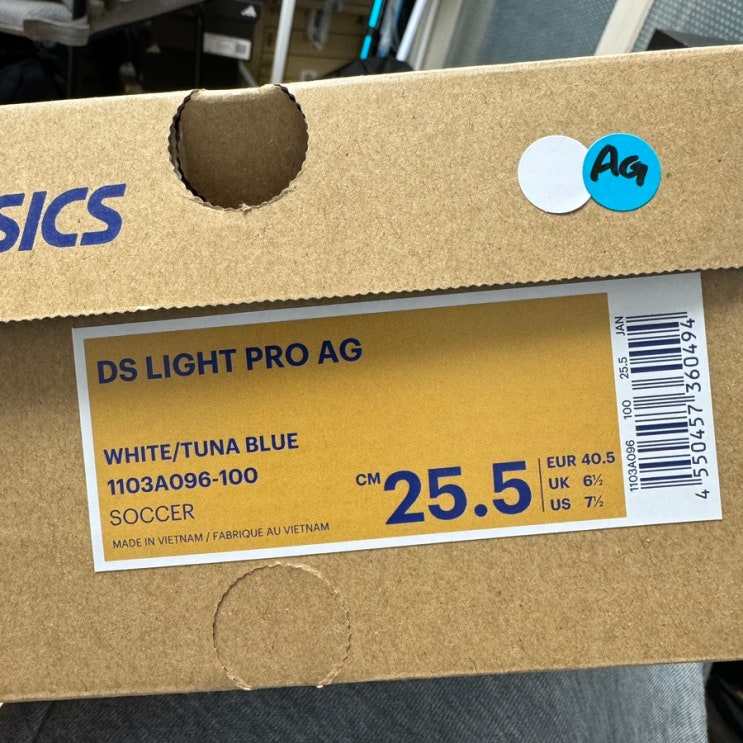 SICS
AG
DS LIGHT PRO AG
WHITE/TUNA BLUE
1103A096-100
SOCCER
MADE IN VIETNAM / FABRIQUE AU VIETNAM
CM 25.5
EUR 40.5
UK 6½
US 7½
1103A096 100 25.5 JAN
4 550457 360494